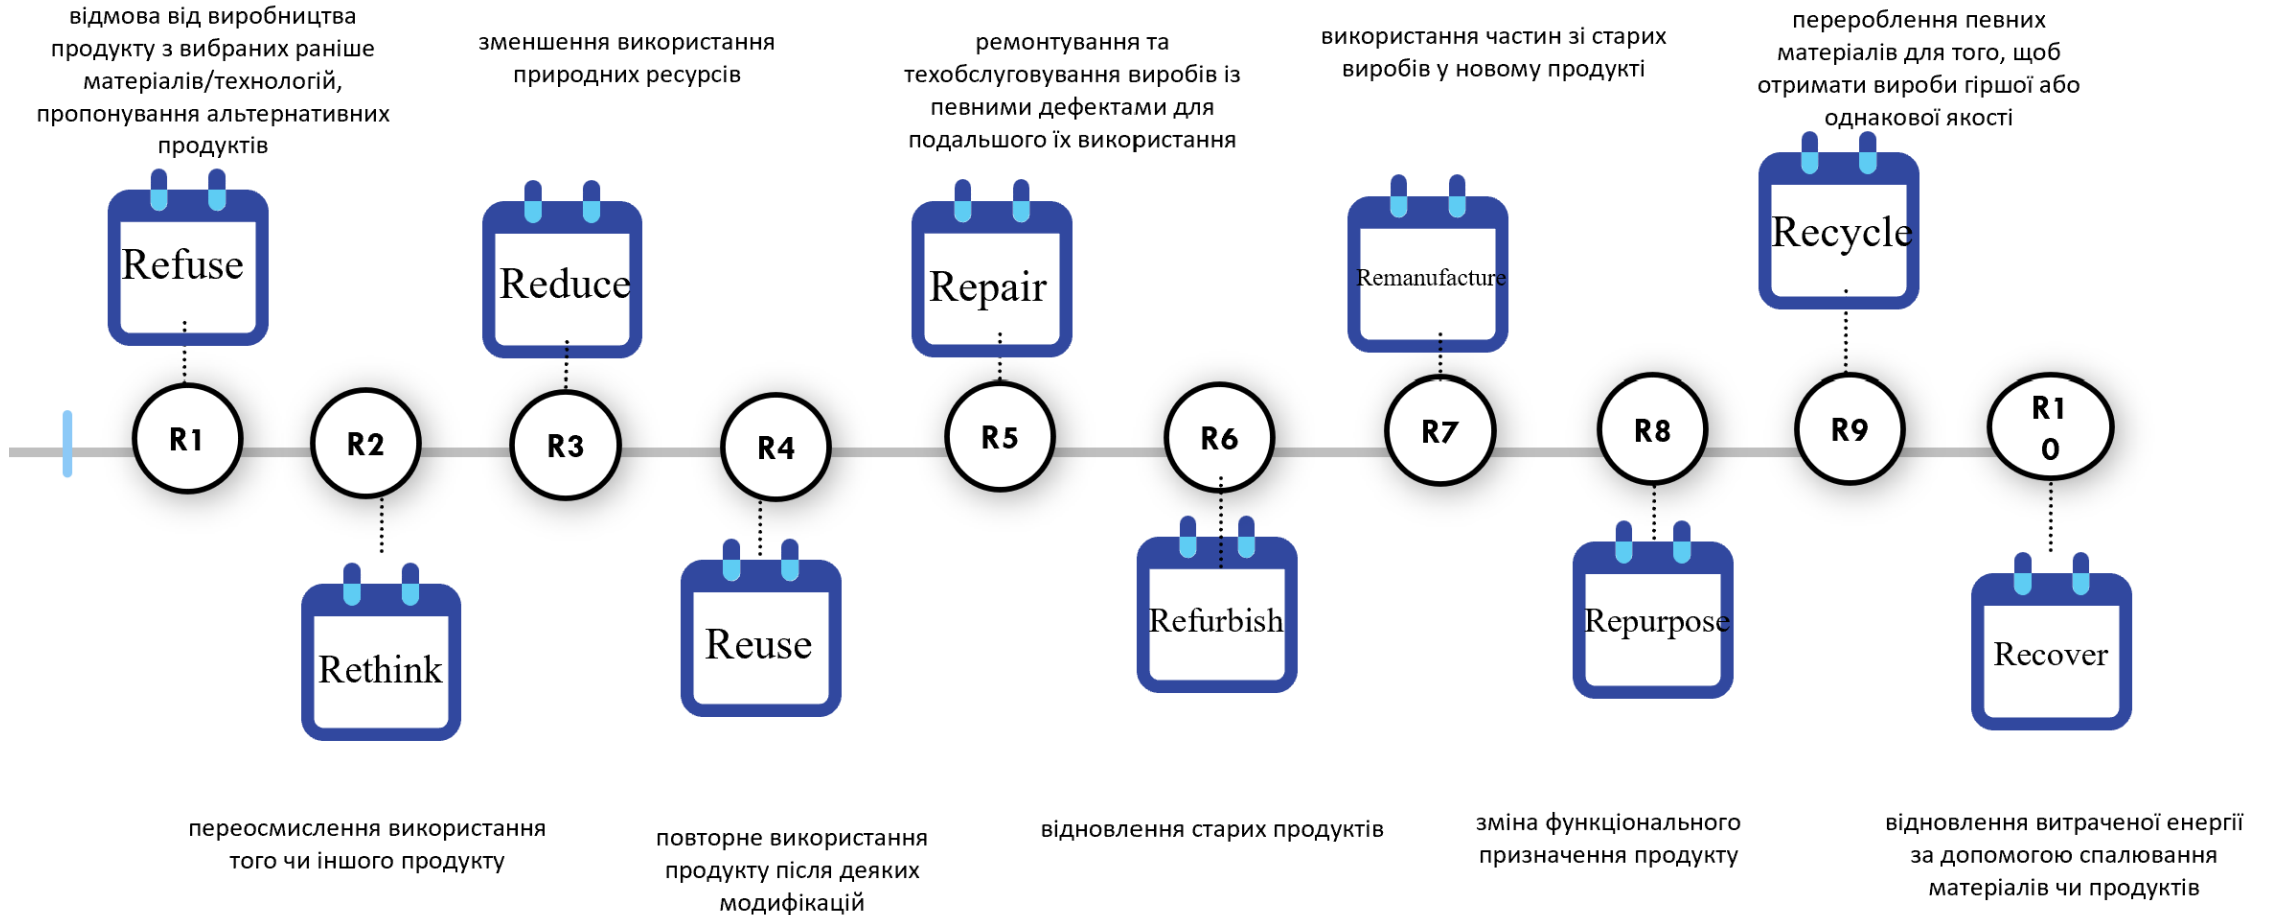 відмова від виробництва
продукту з вибраних раніше
матеріалів/технологій,
пропонування альтернативних
продуктів
зменшення використання
природних ресурсів
ремонтування та
техобслуговування виробів із
певними дефектами для
подальшого їх використання
використання частин зі старих
виробів у новому продукті
перероблення певних
матеріалів для того, щоб
отримати вироби гіршої або
однакової якості
Refuse
Reduce
Repair
Remanufacture
Recycle
R1
R2
R3
R4
R5
R6
R7
R8
R9
R1
0
Rethink
Reuse
Refurbish
Repurpose
Recover
переосмислення використання
того чи іншого продукту
повторне використання
продукту після деяких
модифікацій
відновлення старих продуктів
зміна функціонального
призначення продукту
відновлення витраченої енергії
за допомогою спалювання
матеріалів чи продуктів